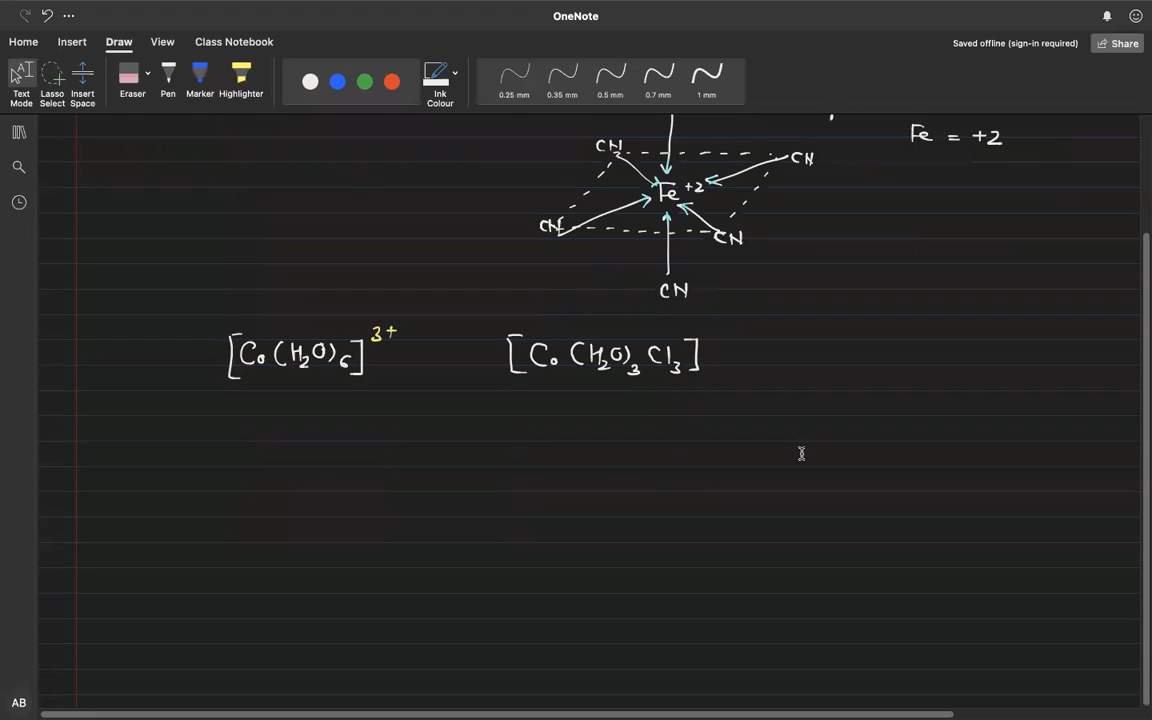 OneNote
Home Insert Draw View Class Notebook
Saved offline (sign-in required) Share
Text Mode Lasso Select Insert Space Eraser Pen Marker Highlighter Ink Colour 0.25 mm 0.35 mm 0.5 mm 0.7 mm 1 mm
Fe = +2
CN CN
Fe +2
CN CN
CN
[Co(H₂O)₆]³⁺ [Co(H₂O)₃Cl₃]
AB